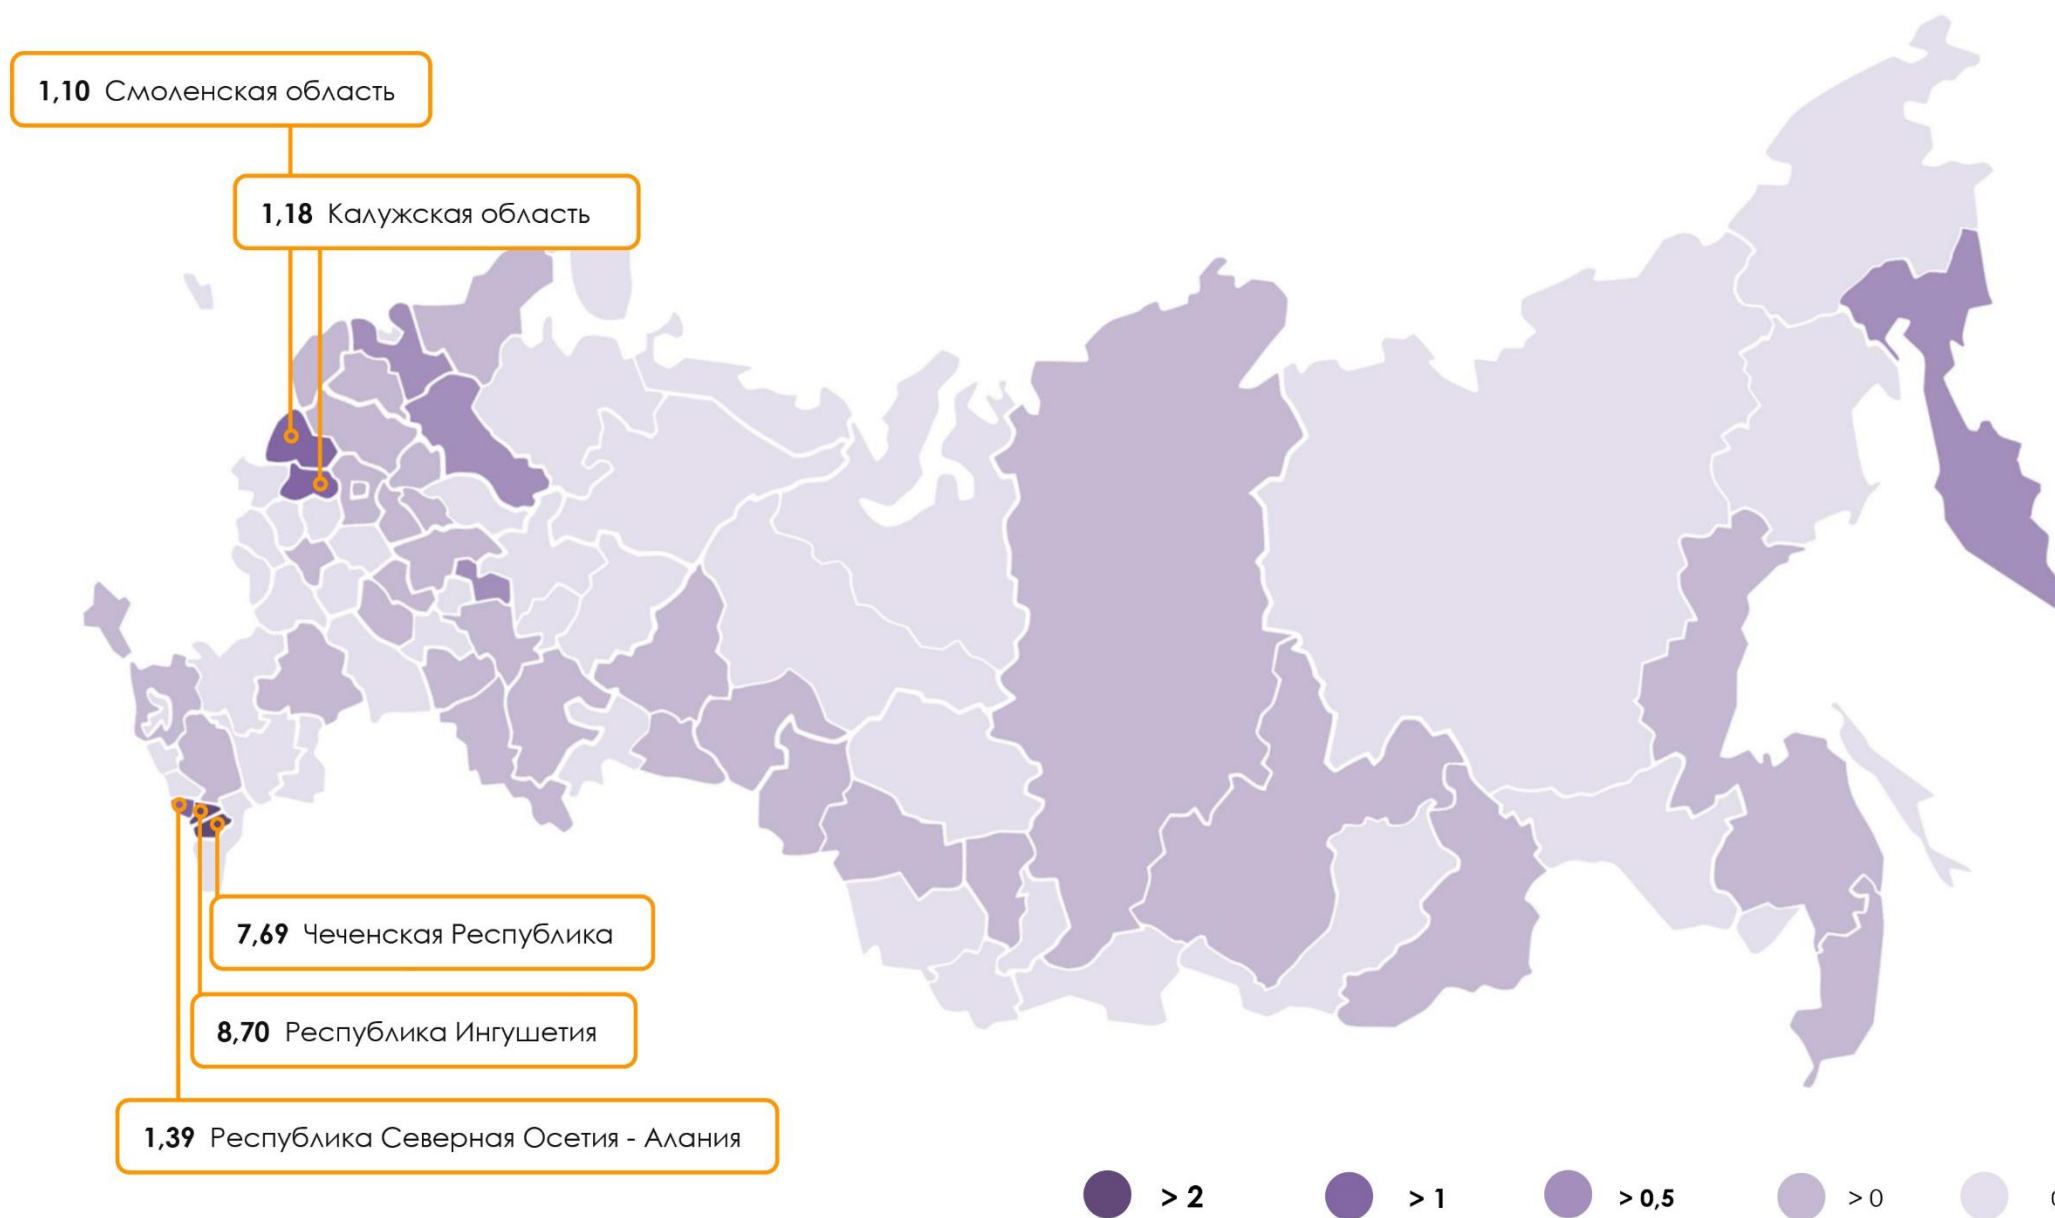 1,10 Смоленская область
1,18 Калужская область
7,69 Чеченская Республика
8,70 Республика Ингушетия
1,39 Республика Северная Осетия - Алания
> 2 > 1 > 0,5 > 0